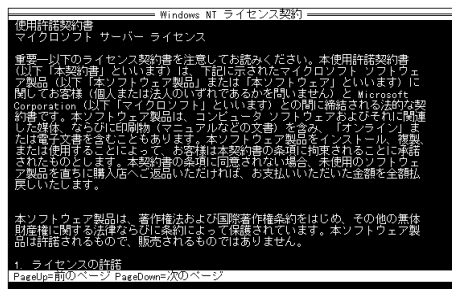 Windows NT ライセンス契約
使用許諾契約書
マイクロソフト サーバー ライセンス
重要－以下のライセンス契約書を注意してお読みください。本使用許諾契約書
（以下「本契約書」といいます）は、下記に示されたマイクロソフト ソフトウェ
ア製品（以下「本ソフトウェア製品」または「本ソフトウェア」といいます）に
関してお客様（個人または法人のいずれであるかを問いません）と Microsoft
Corporation（以下「マイクロソフト」といいます）との間に締結される法的な契
約書です。本ソフトウェア製品は、コンピュータ ソフトウェアおよびそれに関連
した媒体、ならびに印刷物（マニュアルなどの文書）を含み、「オンライン」ま
たは電子文書を含むこともあります。本ソフトウェア製品をインストール、複製、
または使用することによって、お客様は本契約書の条項に拘束されることに承諾
されたものとします。本契約書の条項に同意されない場合、未使用のソフトウェ
ア製品を直ちに購入店へご返品いただければ、お支払いいただいた金額を全額払
戻しいたします。
本ソフトウェア製品は、著作権法および国際著作権条約をはじめ、その他の無体
財産権に関する法律ならびに条約によって保護されています。本ソフトウェア製
品は許諾されるもので、販売されるものではありません。
1. ライセンスの許諾
PageUp=前のページ PageDown=次のページ